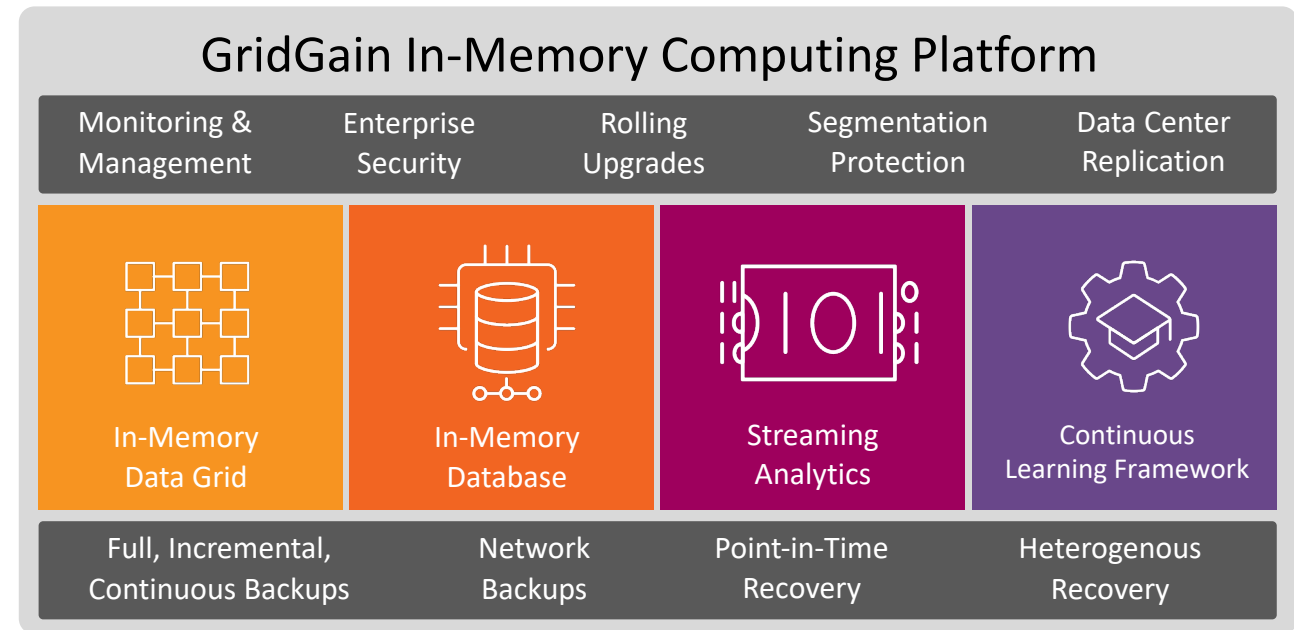 GridGain In-Memory Computing Platform
Monitoring &
Management
Enterprise
Security
Rolling
Upgrades
Segmentation
Protection
Data Center
Replication
In-Memory
Data Grid
In-Memory
Database
Streaming
Analytics
Continuous
Learning Framework
Full, Incremental,
Continuous Backups
Network
Backups
Point-in-Time
Recovery
Heterogenous
Recovery